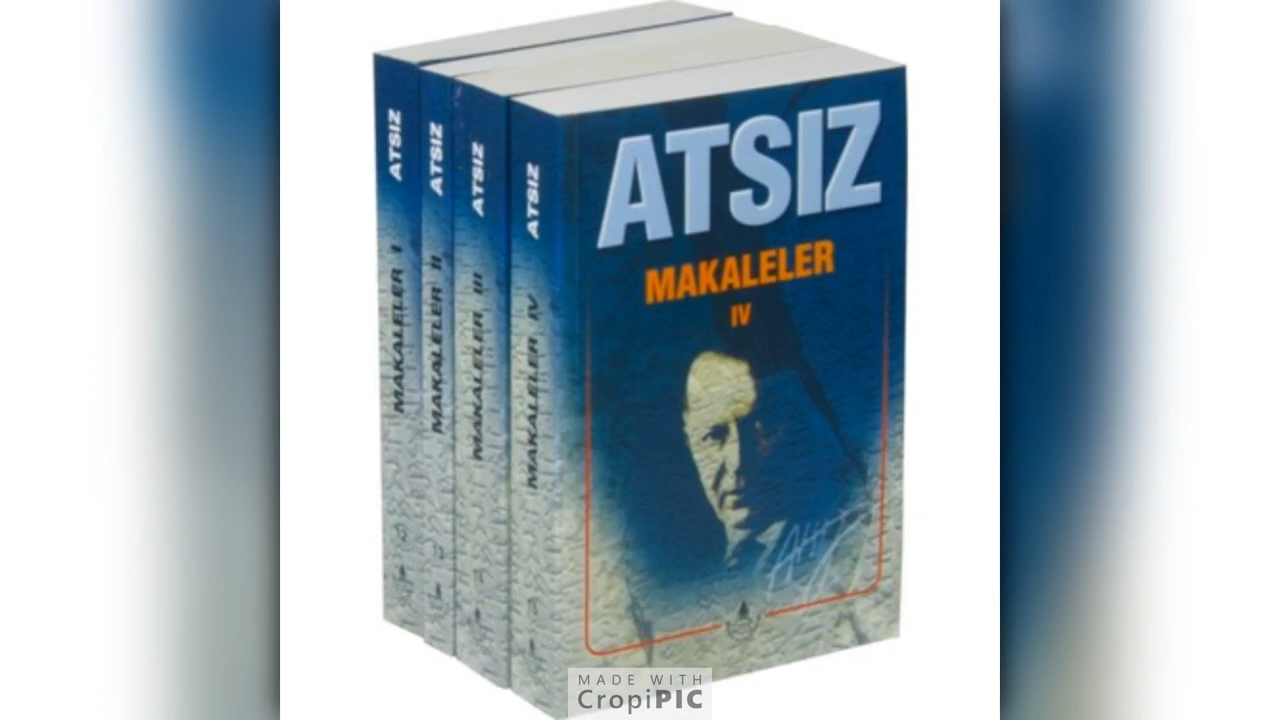 ATSIZ
MAKALELER I
ATSIZ
MAKALELER II
ATSIZ
MAKALELER III
ATSIZ
MAKALELER IV
ATSIZ
MAKALELER
IV
MADE WITH
CropiPIC